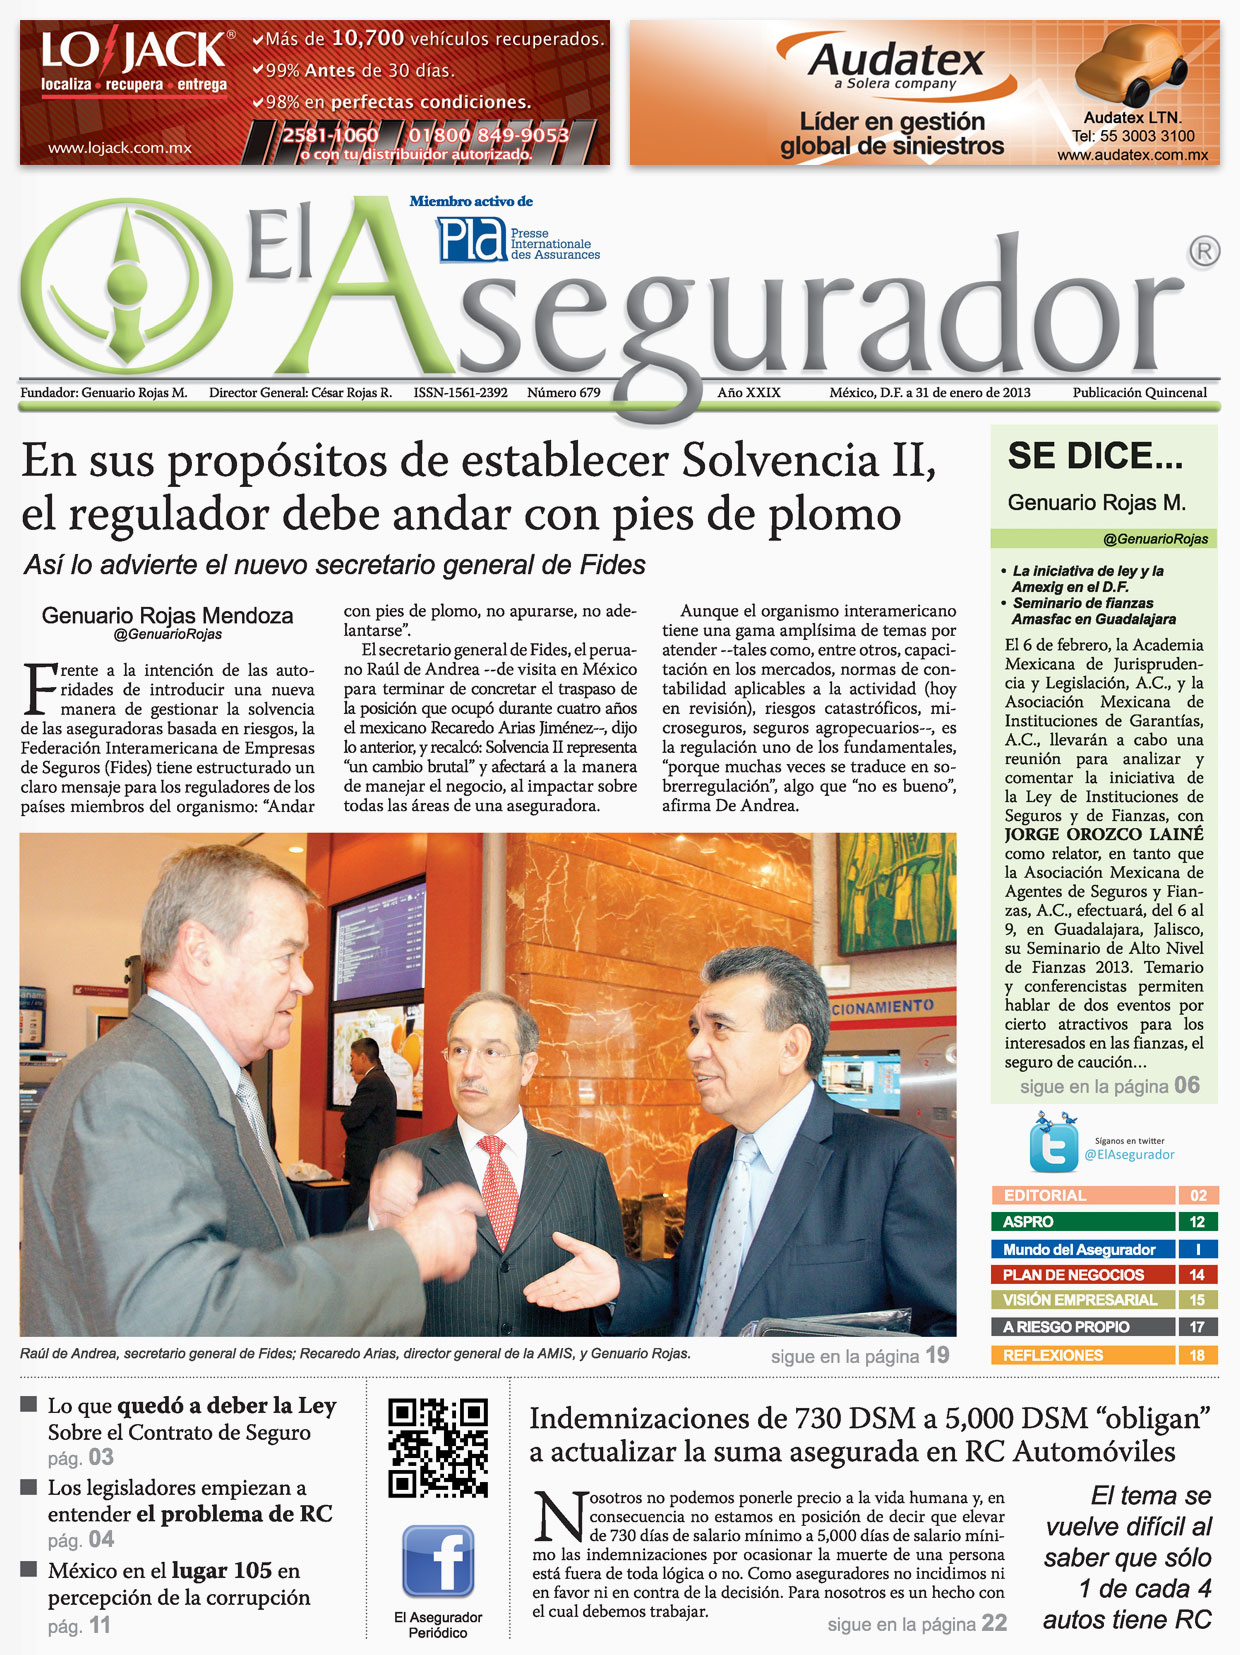 LO JACK®
localiza • recupera • entrega
www.lojack.com.mx
Más de 10,700 vehículos recuperados.
99% Antes de 30 días.
98% en perfectas condiciones.
2581-1060 01800 849-9053
o con tu distribuidor autorizado.
Audatex
a Solera company
Líder en gestión
global de siniestros
Audatex LTN.
Tel: 55 3003 3100
www.audatex.com.mx
Miembro activo de
Pia Presse
Internationale
des Assurances
El Asegurador®
Fundador: Genuario Rojas M. Director General: César Rojas R. ISSN-1561-2392 Número 679 Año XXIX México, D.F. a 31 de enero de 2013 Publicación Quincenal
En sus propósitos de establecer Solvencia II,
el regulador debe andar con pies de plomo
Así lo advierte el nuevo secretario general de Fides
Genuario Rojas Mendoza
@GenuarioRojas
Frente a la intención de las auto-
ridades de introducir una nueva
manera de gestionar la solvencia
de las aseguradoras basada en riesgos, la
Federación Interamericana de Empresas
de Seguros (Fides) tiene estructurado un
claro mensaje para los reguladores de los
países miembros del organismo: “Andar
con pies de plomo, no apurarse, no ade-
lantarse”.
El secretario general de Fides, el perua-
no Raúl de Andrea --de visita en México
para terminar de concretar el traspaso de
la posición que ocupó durante cuatro años
el mexicano Recaredo Arias Jiménez--, dijo
lo anterior, y recalcó: Solvencia II representa
“un cambio brutal” y afectará a la manera
de manejar el negocio, al impactar sobre
todas las áreas de una aseguradora.
Aunque el organismo interamericano
tiene una gama amplísima de temas por
atender --tales como, entre otros, capaci-
tación en los mercados, normas de con-
tabilidad aplicables a la actividad (hoy
en revisión), riesgos catastróficos, mi-
croseguros, seguros agropecuarios--, es
la regulación uno de los fundamentales,
“porque muchas veces se traduce en so-
brerregulación”, algo que “no es bueno”,
afirma De Andrea.
CIONAMIENTO
Raúl de Andrea, secretario general de Fides; Recaredo Arias, director general de la AMIS, y Genuario Rojas.
sigue en la página 19
SE DICE...
Genuario Rojas M.
@GenuarioRojas
• La iniciativa de ley y la
Amexig en el D.F.
• Seminario de fianzas
Amasfac en Guadalajara
El 6 de febrero, la Academia
Mexicana de Jurispruden-
cia y Legislación, A.C., y la
Asociación Mexicana de
Instituciones de Garantías,
A.C., llevarán a cabo una
reunión para analizar y
comentar la iniciativa de
la Ley de Instituciones de
Seguros y de Fianzas, con
JORGE OROZCO LAINÉ
como relator, en tanto que
la Asociación Mexicana de
Agentes de Seguros y Fian-
zas, A.C., efectuará, del 6 al
9, en Guadalajara, Jalisco,
su Seminario de Alto Nivel
de Fianzas 2013. Temario
y conferencistas permiten
hablar de dos eventos por
cierto atractivos para los
interesados en las fianzas, el
seguro de caución...
sigue en la página 06
Síganos en twitter
@ElAsegurador
EDITORIAL 02
ASPRO 12
Mundo del Asegurador I
PLAN DE NEGOCIOS 14
VISIÓN EMPRESARIAL 15
A RIESGO PROPIO 17
REFLEXIONES 18
Lo que quedó a deber la Ley
Sobre el Contrato de Seguro
pág. 03
Los legisladores empiezan a
entender el problema de RC
pág. 04
México en el lugar 105 en
percepción de la corrupción
pág. 11
El Asegurador
Periódico
Indemnizaciones de 730 DSM a 5,000 DSM “obligan”
a actualizar la suma asegurada en RC Automóviles
Nosotros no podemos ponerle precio a la vida humana y, en
consecuencia no estamos en posición de decir que elevar
de 730 días de salario mínimo a 5,000 días de salario míni-
mo las indemnizaciones por ocasionar la muerte de una persona
está fuera de toda lógica o no. Como aseguradores no incidimos ni
en favor ni en contra de la decisión. Para nosotros es un hecho con
el cual debemos trabajar.
sigue en la página 22
El tema se
vuelve difícil al
saber que sólo
1 de cada 4
autos tiene RC